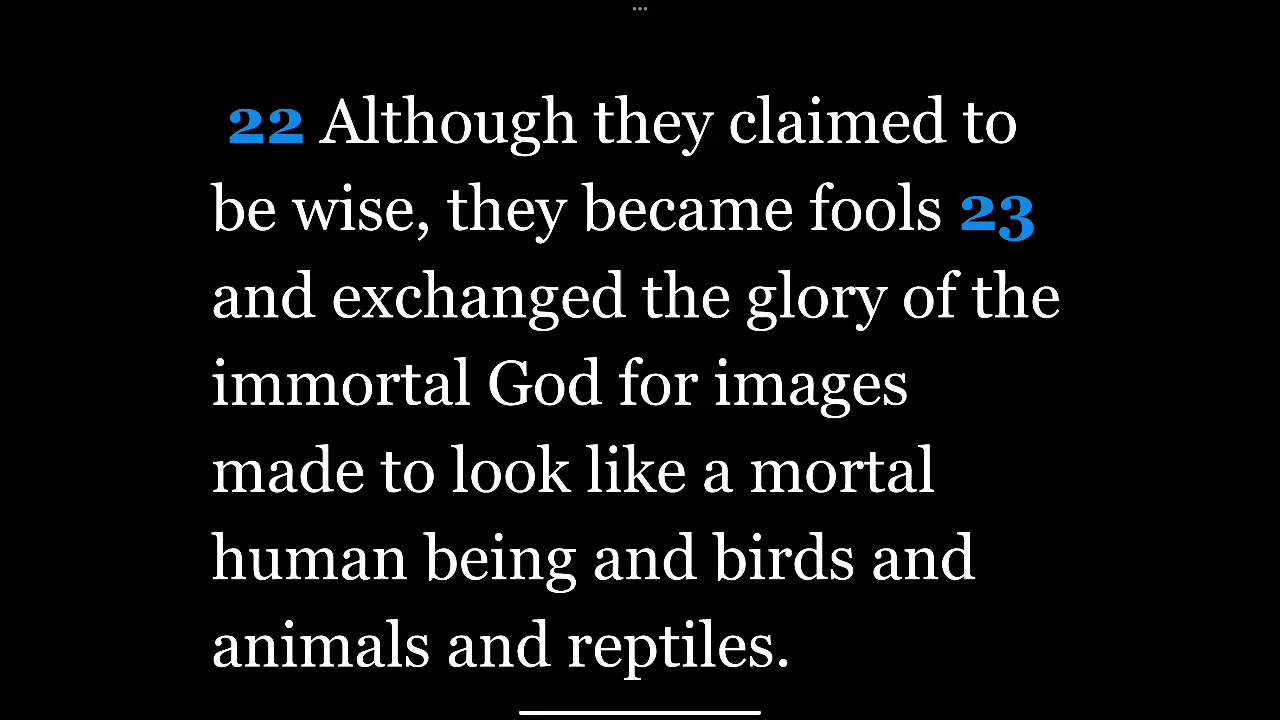 22 Although they claimed to
be wise, they became fools 23
and exchanged the glory of the
immortal God for images
made to look like a mortal
human being and birds and
animals and reptiles.